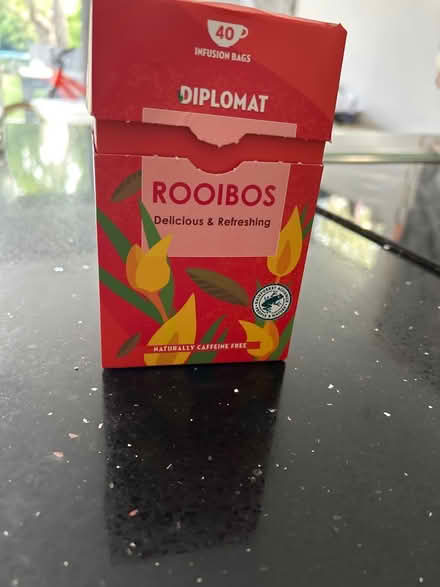 40
INFUSION BAGS
DIPLOMAT
ROOIBOS
Delicious & Refreshing
NATURALLY CAFFEINE FREE